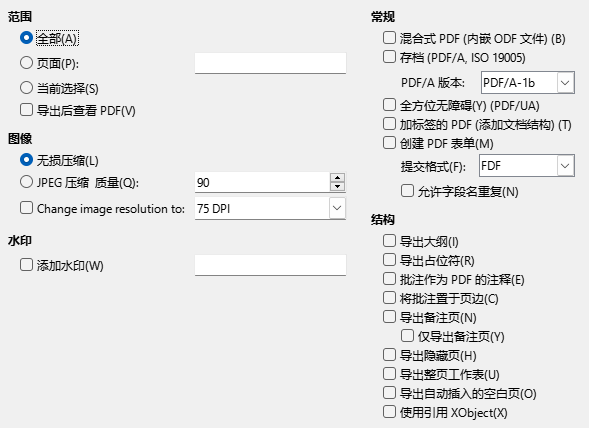 范围
全部(A)
页面(P):
当前选择(S)
导出后查看 PDF(V)
图像
无损压缩(L)
JPEG 压缩 质量(Q): 90
Change image resolution to: 75 DPI
水印
添加水印(W)
常规
混合式 PDF (内嵌 ODF 文件) (B)
存档 (PDF/A, ISO 19005)
PDF/A 版本: PDF/A-1b
全方位无障碍(Y) (PDF/UA)
加标签的 PDF (添加文档结构) (T)
创建 PDF 表单(M)
提交格式(F): FDF
允许字段名重复(N)
结构
导出大纲(I)
导出占位符(R)
批注作为 PDF 的注释(E)
将批注置于页边(C)
导出备注页(N)
仅导出备注页(Y)
导出隐藏页(H)
导出整页工作表(U)
导出自动插入的空白页(O)
使用引用 XObject(X)